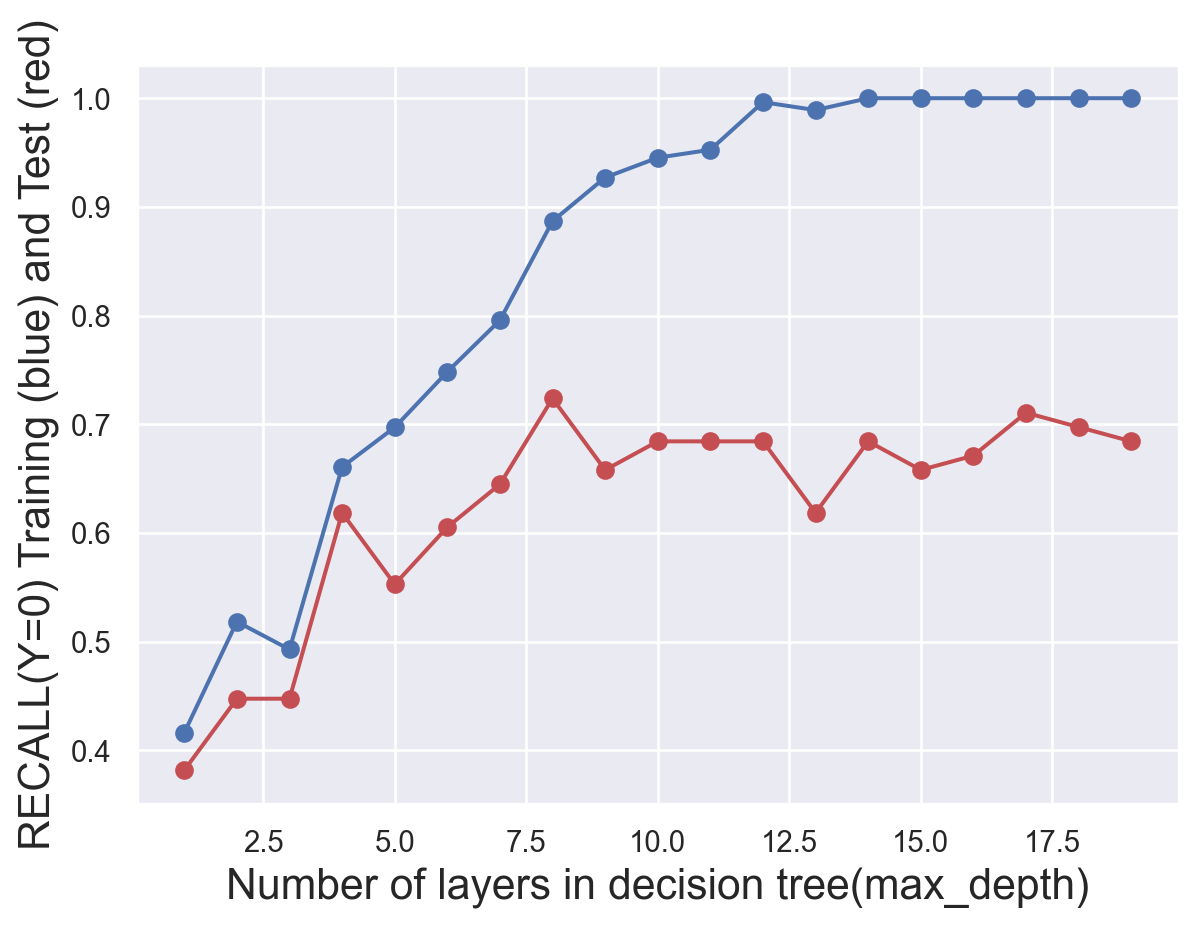 RECALL(Y=0) Training (blue) and Test (red)
1.0
0.9
0.8
0.7
0.6
0.5
0.4
2.5 5.0 7.5 10.0 12.5 15.0 17.5
Number of layers in decision tree(max_depth)